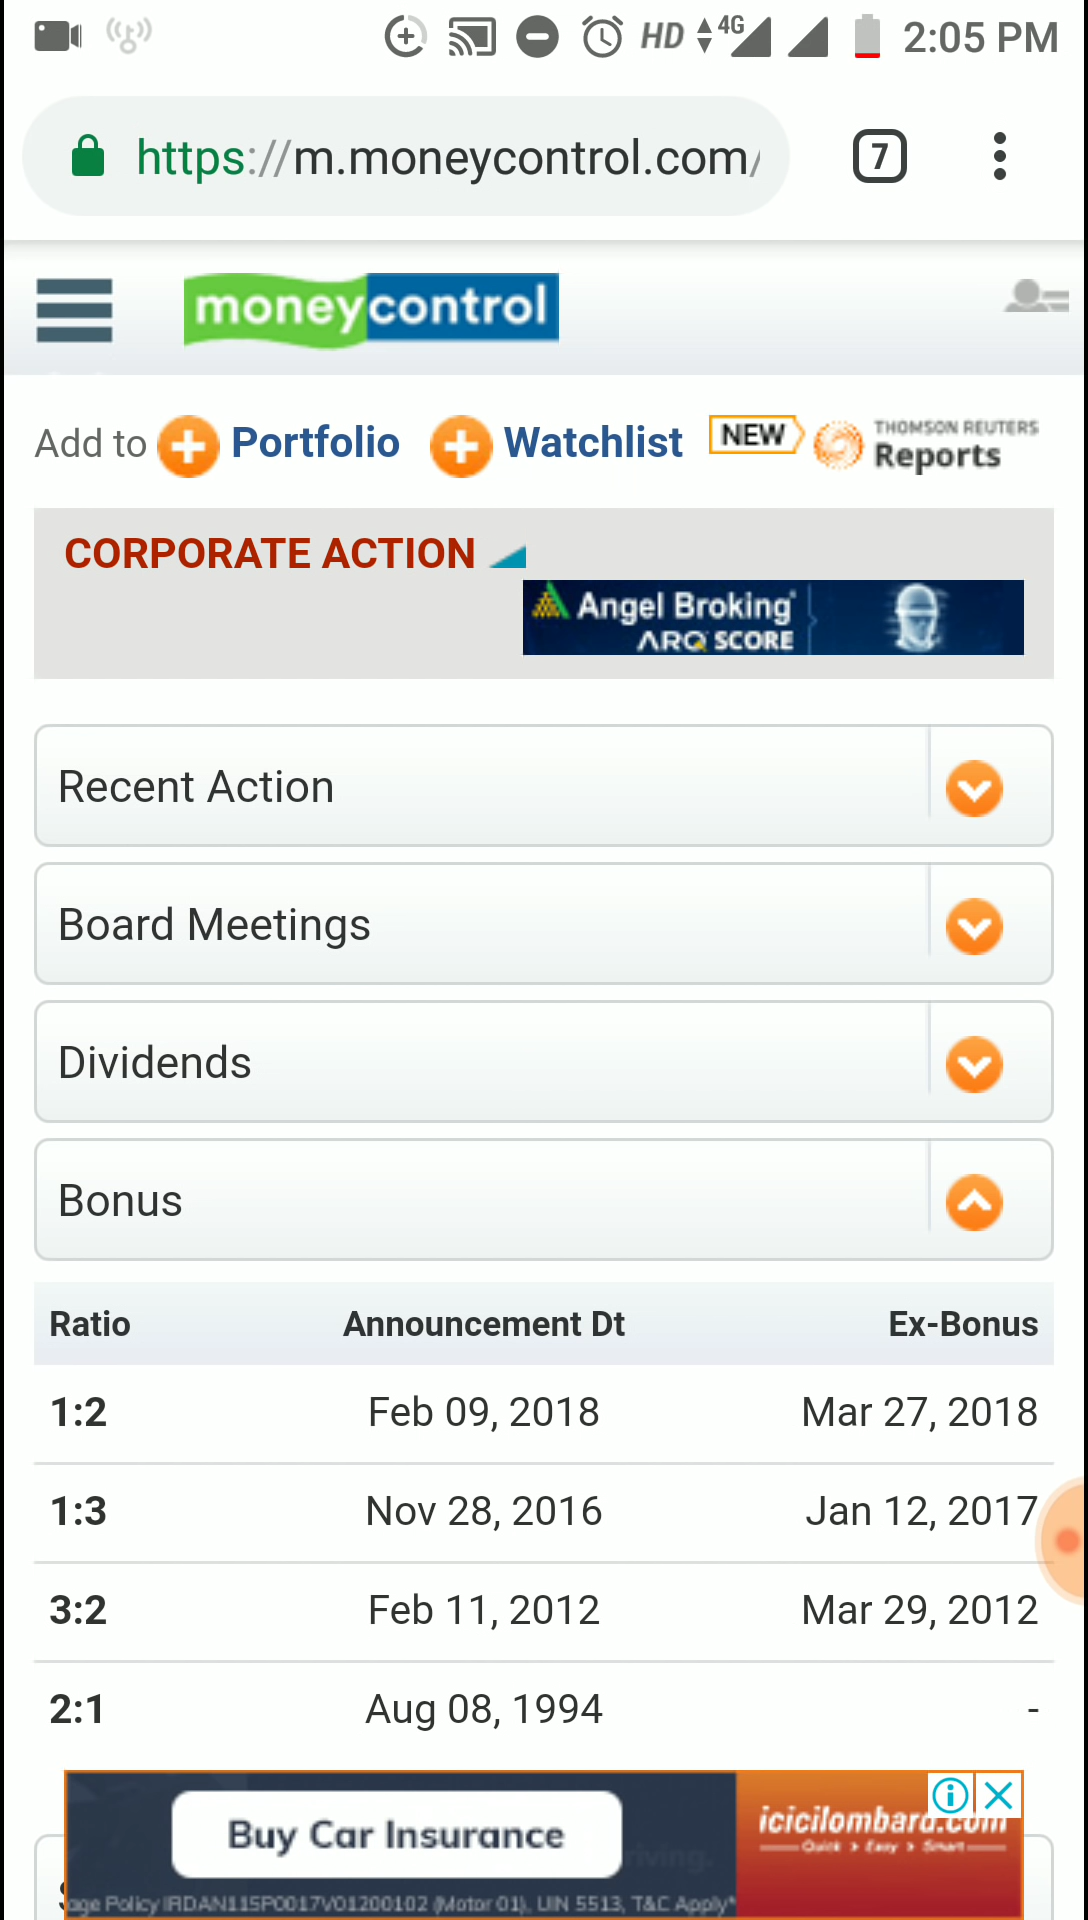 HD 4G 2:05 PM
https://m.moneycontrol.com/ 7
moneycontrol
Add to Portfolio Watchlist NEW THOMSON REUTERS Reports
CORPORATE ACTION
Angel Broking
ARQ SCORE
Recent Action
Board Meetings
Dividends
Bonus
Ratio Announcement Dt Ex-Bonus
1:2 Feb 09, 2018 Mar 27, 2018
1:3 Nov 28, 2016 Jan 12, 2017
3:2 Feb 11, 2012 Mar 29, 2012
2:1 Aug 08, 1994 -
Buy Car Insurance
icicilombard.com
Quick > Easy > Smart
age Policy IRDAN115P0017V01200102 (Motor 01), UIN 5513, T&C Apply*